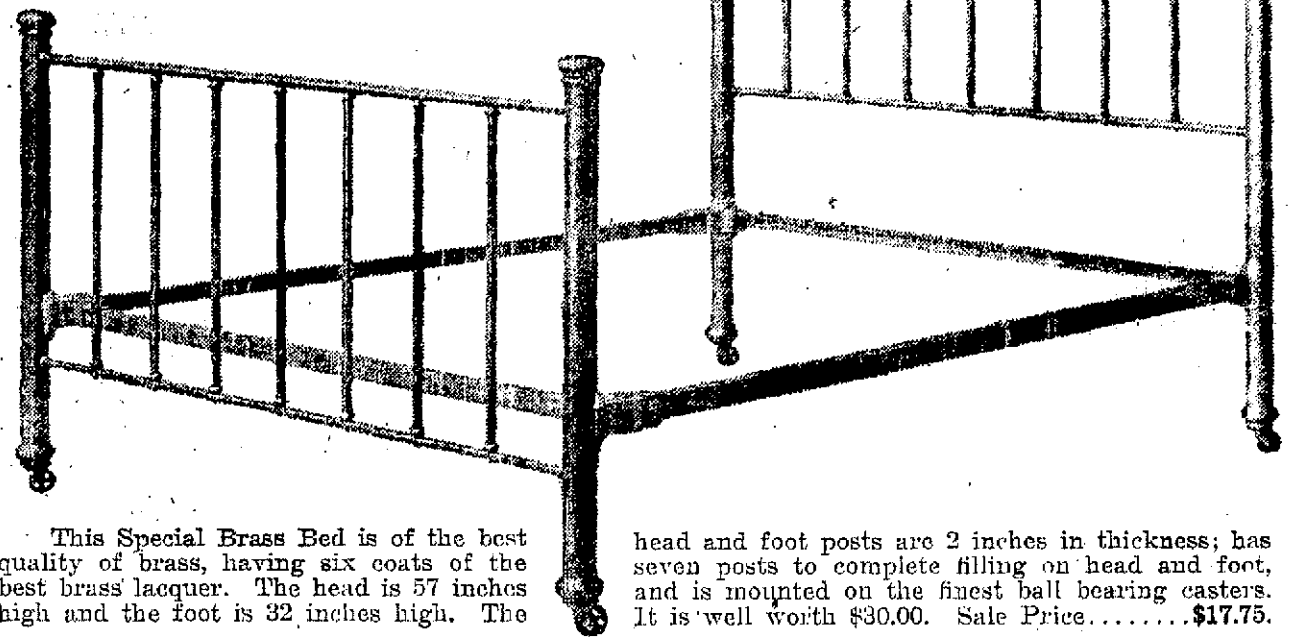 This Special Brass Bed is of the best
quality of brass, having six coats of the
best brass lacquer. The head is 57 inches
high and the foot is 32 inches high. The
head and foot posts are 2 inches in thickness; has
seven posts to complete filling on head and foot,
and is mounted on the finest ball bearing casters.
It is well worth $30.00. Sale Price........$17.75.